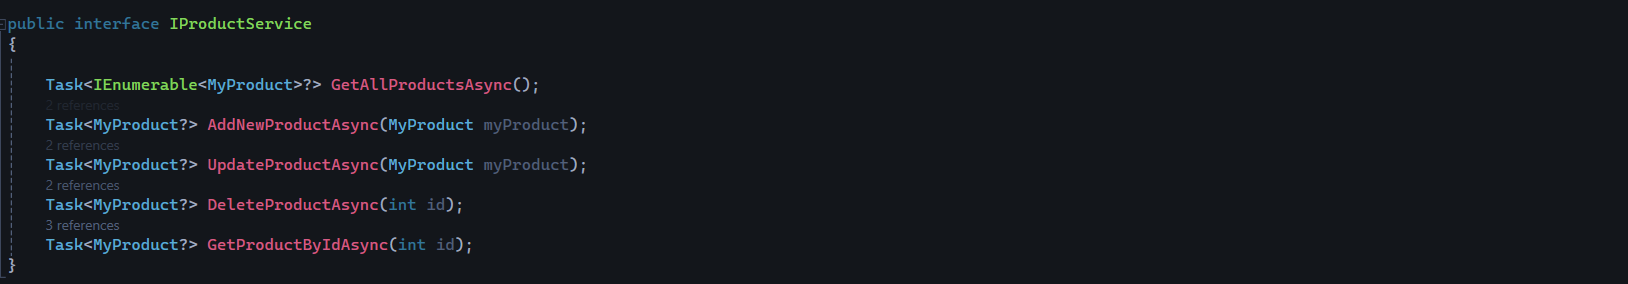 public interface IProductService
{
Task<IEnumerable<MyProduct>?> GetAllProductsAsync();
2 references
Task<MyProduct?> AddNewProductAsync(MyProduct myProduct);
2 references
Task<MyProduct?> UpdateProductAsync(MyProduct myProduct);
2 references
Task<MyProduct?> DeleteProductAsync(int id);
3 references
Task<MyProduct?> GetProductByIdAsync(int id);
}